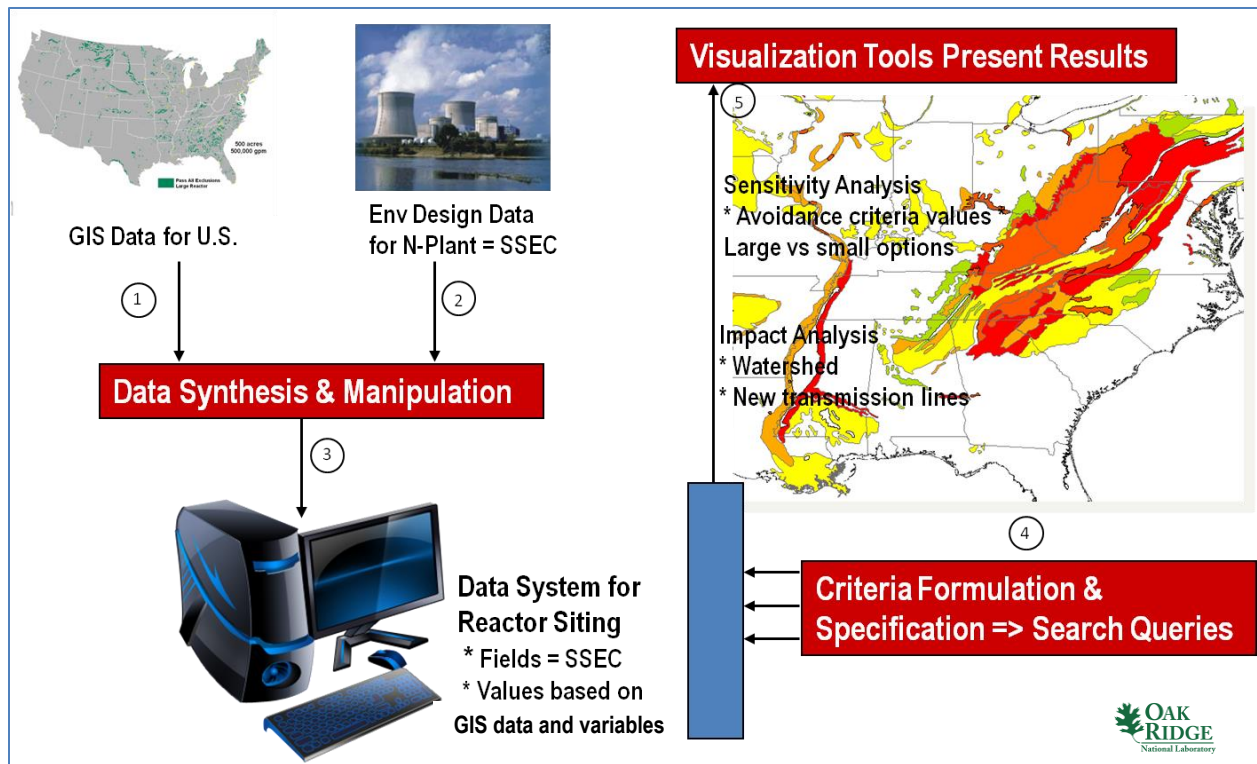 500 acres
500,000 gpm
Pass All Exclusions
Large Reactor
GIS Data for U.S.
Env Design Data
for N-Plant = SSEC
1
2
Data Synthesis & Manipulation
3
Data System for
Reactor Siting
* Fields = SSEC
* Values based on
GIS data and variables
Visualization Tools Present Results
5
Sensitivity Analysis
* Avoidance criteria values
Large vs small options
Impact Analysis
* Watershed
* New transmission lines
4
Criteria Formulation &
Specification => Search Queries
OAK
RIDGE
National Laboratory